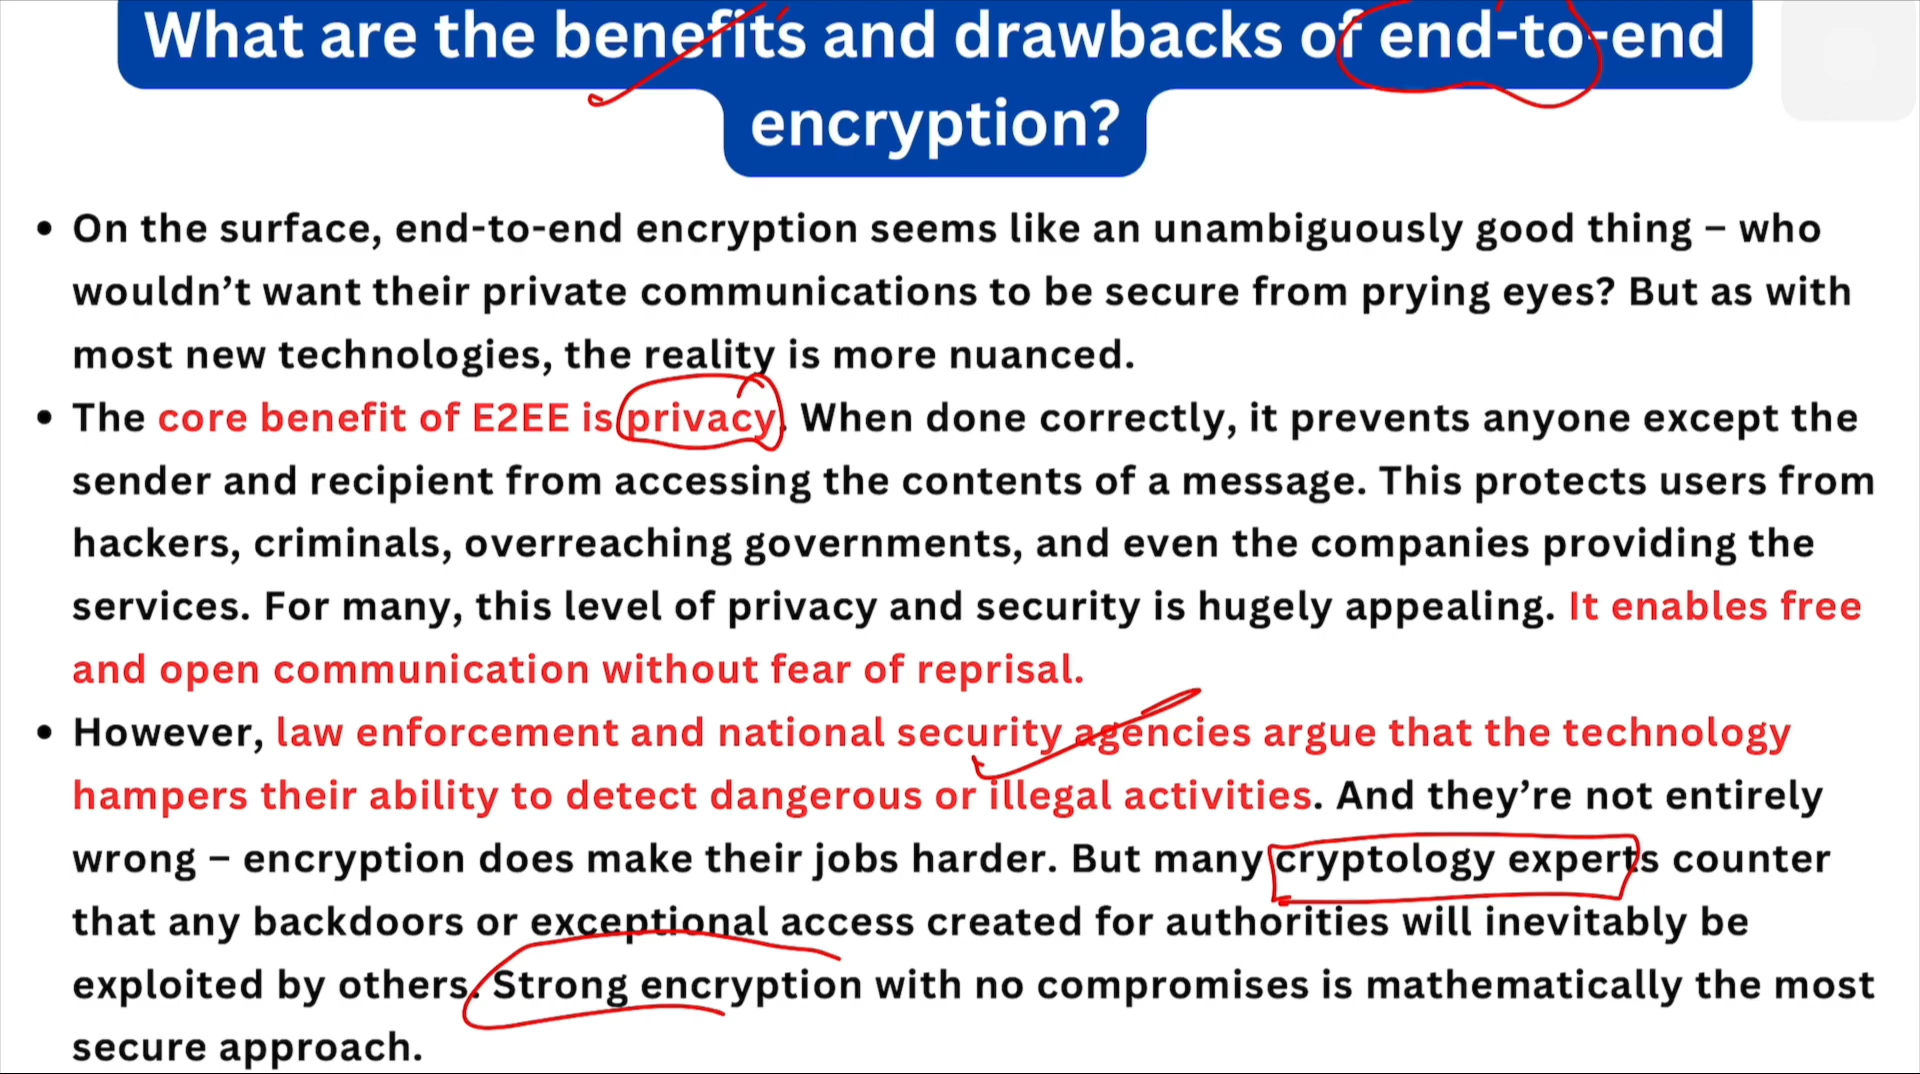 What are the benefits and drawbacks of end-to-end
encryption?
• On the surface, end-to-end encryption seems like an unambiguously good thing – who
wouldn’t want their private communications to be secure from prying eyes? But as with
most new technologies, the reality is more nuanced.
• The core benefit of E2EE is privacy. When done correctly, it prevents anyone except the
sender and recipient from accessing the contents of a message. This protects users from
hackers, criminals, overreaching governments, and even the companies providing the
services. For many, this level of privacy and security is hugely appealing. It enables free
and open communication without fear of reprisal.
• However, law enforcement and national security agencies argue that the technology
hampers their ability to detect dangerous or illegal activities. And they’re not entirely
wrong – encryption does make their jobs harder. But many cryptology experts counter
that any backdoors or exceptional access created for authorities will inevitably be
exploited by others. Strong encryption with no compromises is mathematically the most
secure approach.